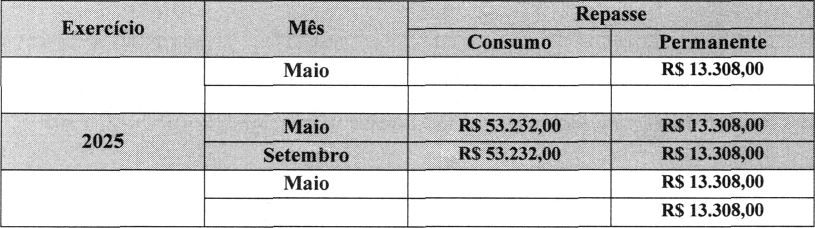 Exercício Mês Repasse
Consumo Permanente
Maio R$ 13.308,00
2025 Maio R$ 53.232,00 R$ 13.308,00
Setembro R$ 53.232,00 R$ 13.308,00
Maio R$ 13.308,00
R$ 13.308,00